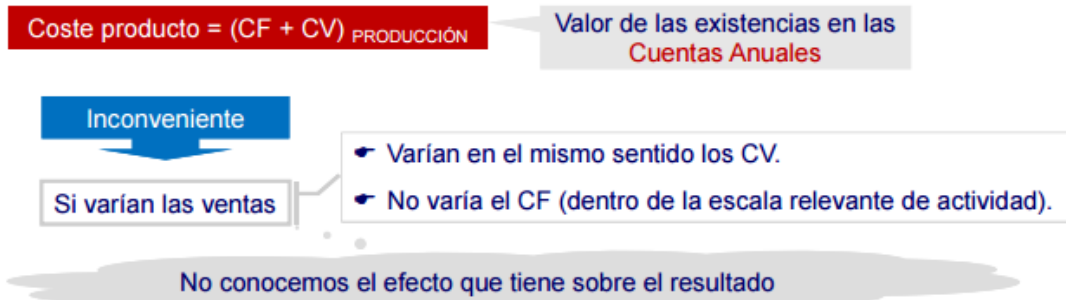 Coste producto = (CF + CV) PRODUCCIÓN
Valor de las existencias en las
Cuentas Anuales
Inconveniente
Si varían las ventas
☛ Varían en el mismo sentido los CV.
☛ No varía el CF (dentro de la escala relevante de actividad).
No conocemos el efecto que tiene sobre el resultado